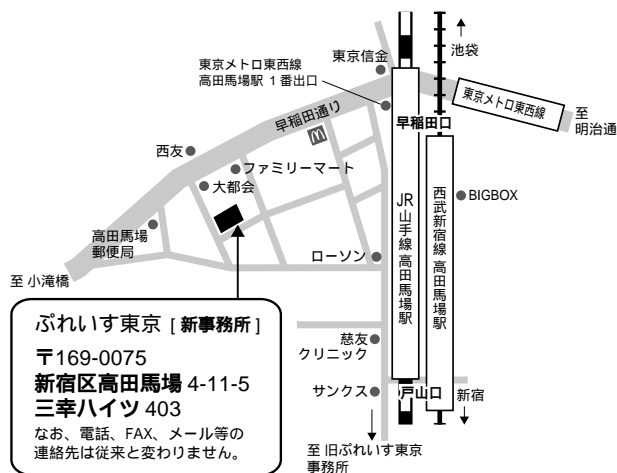 池袋
東京信金
東京メトロ東西線
高田馬場駅 1番出口
東京メトロ東西線
至
明治通
早稲田通り
早稲田口
西友
ファミリーマート
大都会
BIGBOX
JR山手線 高田馬場駅
西武新宿線 高田馬場駅
高田馬場
郵便局
ローソン
至 小滝橋
ぷれいす東京 [ 新事務所 ]
〒169-0075
新宿区高田馬場 4-11-5
三幸ハイツ 403
なお、電話、FAX、メール等の
連絡先は従来と変わりません。
慈友
クリニック
サンクス
戸山口
新宿
至 旧ぷれいす東京
事務所